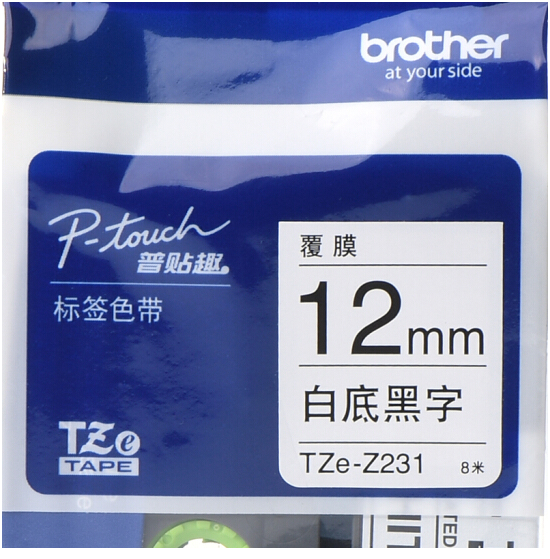 brother
at your side
P-touch
普贴趣
标签色带
覆膜
12mm
白底黑字
TZe-Z231 8米
TZe
TAPE